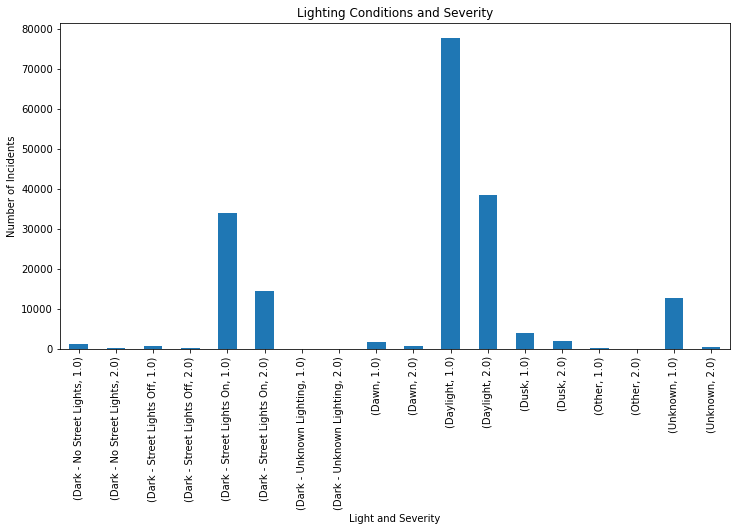 Lighting Conditions and Severity
Number of Incidents
80000
70000
60000
50000
40000
30000
20000
10000
0
(Dark - No Street Lights, 1.0)
(Dark - No Street Lights, 2.0)
(Dark - Street Lights Off, 1.0)
(Dark - Street Lights Off, 2.0)
(Dark - Street Lights On, 1.0)
(Dark - Street Lights On, 2.0)
(Dark - Unknown Lighting, 1.0)
(Dark - Unknown Lighting, 2.0)
(Dawn, 1.0)
(Dawn, 2.0)
(Daylight, 1.0)
(Daylight, 2.0)
(Dusk, 1.0)
(Dusk, 2.0)
(Other, 1.0)
(Other, 2.0)
(Unknown, 1.0)
(Unknown, 2.0)
Light and Severity